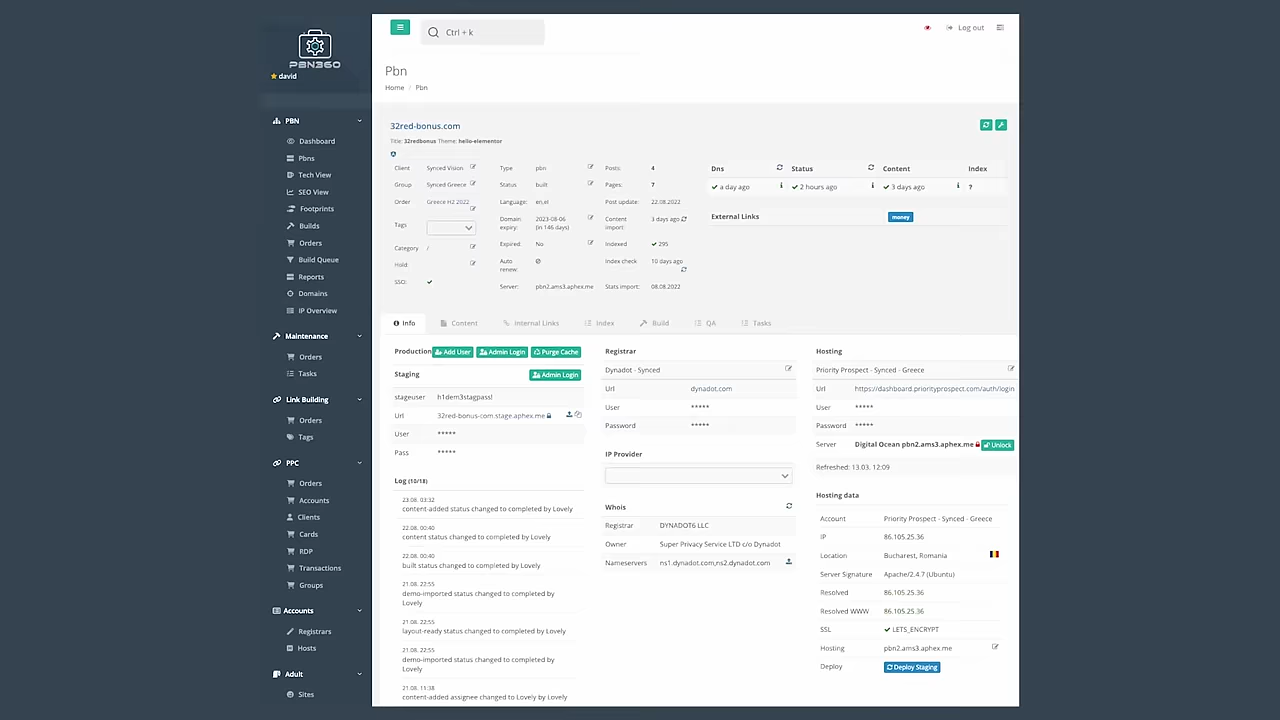 PBN360
david
PBN
Dashboard
Pbns
Tech View
SEO View
Footprints
Builds
Orders
Build Queue
Reports
Domains
IP Overview
Maintenance
Orders
Tasks
Link Building
Orders
Tags
PPC
Orders
Accounts
Clients
Cards
RDP
Transactions
Groups
Accounts
Registrars
Hosts
Adult
Sites
Ctrl + k
Log out
Pbn
Home / Pbn
32red-bonus.com
Title: 32redbonus Theme: hello-elementor
Client Synced Vision
Group Synced Greece
Order Greece H2 2022
Tags
Category /
Hold:
SSO:
Type pbn
Status built
Language: en,el
Domain expiry: 2023-08-06 (in 146 days)
Expired: No
Auto renew:
Server: pbn2.ams3.aphex.me
Posts: 4
Pages: 7
Post update: 22.08.2022
Content import: 3 days ago
Indexed 295
Index check 10 days ago
Stats import: 08.08.2022
Dns Status Content Index
a day ago 2 hours ago 3 days ago ?
External Links money
Info Content Internal Links Index Build QA Tasks
Production Add User Admin Login Purge Cache
Staging Admin Login
stageuser h1dem3stagpass!
Url 32red-bonus-com.stage.aphex.me
User *****
Pass *****
Log (10/18)
23.08. 03:32
content-added status changed to completed by Lovely
22.08. 00:40
content status changed to completed by Lovely
22.08. 00:40
built status changed to completed by Lovely
21.08. 22:55
demo-imported status changed to completed by
Lovely
21.08. 22:55
layout-ready status changed to completed by Lovely
21.08. 22:55
demo-imported status changed to completed by
Lovely
21.08. 11:38
content-added assignee changed to Lovely by Lovely
Registrar
Dynadot - Synced
Url dynadot.com
User *****
Password *****
IP Provider
Whois
Registrar DYNADOT6 LLC
Owner Super Privacy Service LTD c/o Dynadot
Nameservers ns1.dynadot.com,ns2.dynadot.com
Hosting
Priority Prospect - Synced - Greece
Url https://dashboard.priorityprospect.com/auth/login
User *****
Password *****
Server Digital Ocean pbn2.ams3.aphex.me Unlock
Refreshed: 13.03. 12:09
Hosting data
Account Priority Prospect - Synced - Greece
IP 86.105.25.36
Location Bucharest, Romania
Server Signature Apache/2.4.7 (Ubuntu)
Resolved 86.105.25.36
Resolved WWW 86.105.25.36
SSL LETS_ENCRYPT
Hosting pbn2.ams3.aphex.me
Deploy Deploy Staging